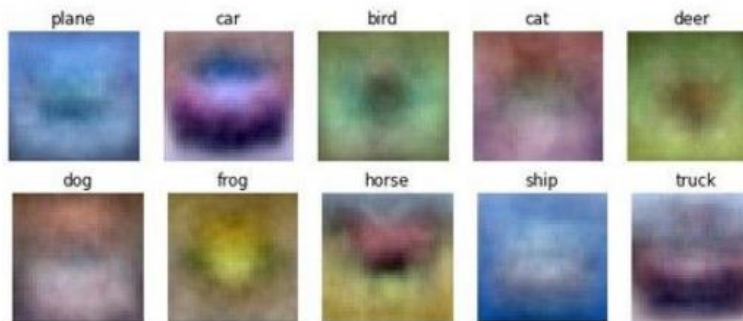 plane car bird cat deer
dog frog horse ship truck